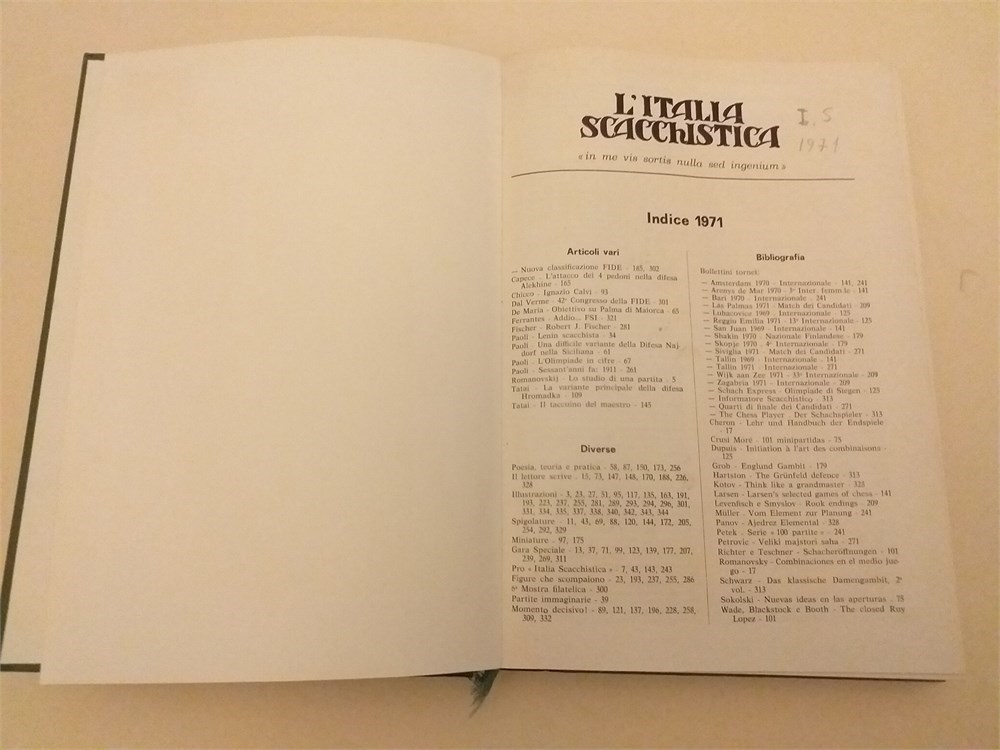 L'ITALIA
SCACCHISTICA
I. S
1971
«in me vis sortis nulla sed ingenium»
Indice 1971
Articoli vari
— Nuova classificazione FIDE - 185, 302
Capece - L'attacco dei 4 pedoni nella difesa
Alekhine - 165
Chicco - Ignazio Calvi - 93
Dal Verme - 42° Congresso della FIDE - 301
De Maria - Obiettivo su Palma di Maiorca - 65
Ferrantes - Addio... FSI - 321
Fischer - Robert J. Fischer - 281
Paoli - Lenin scacchista - 34
Paoli - Una difficile variante della Difesa Naj-
dorf nella Siciliana - 61
Paoli - L'Olimpiade in cifre - 67
Paoli - Sessant'anni fa: 1911 - 261
Romanovskj - Lo studio di una partita - 5
Tatai - La variante principale della difesa
Hromadka - 109
Tatai - Il taccuino del maestro - 145
Diverse
Poesia, teoria e pratica - 58, 87, 150, 173, 256
Il lettore scrive - 15, 73, 147, 148, 170, 188, 226,
328
Illustrazioni - 3, 23, 27, 51, 95, 117, 135, 163, 191,
193, 223, 237, 255, 281, 289, 293, 294, 296, 301,
331, 334, 335, 337, 338, 340, 342, 343, 344
Spigolature - 11, 43, 69, 88, 120, 144, 172, 205,
254, 292, 329
Miniature - 97, 175
Gara Speciale - 13, 37, 71, 99, 123, 139, 177, 207,
239, 269, 311
Pro « Italia Scacchistica » - 7, 43, 143, 243
Figure che scompaiono - 23, 193, 237, 255, 286
Mostra filatelica - 300
Partite immaginarie - 39
Momento decisivo! - 89, 121, 137, 196, 228, 258,
309, 332
Bibliografia
Bollettini tornei:
— Amsterdam 1970 - Internazionale - 141, 241
— Arenys de Mar 1970 - 3° Inter. femm.le - 141
— Bari 1970 - Internazionale - 241
— Las Palmas 1971 - Match dei Candidati - 209
— Luhacovice 1969 - Internazionale - 125
— Reggio Emilia 1971 - 13° Internazionale - 125
— San Juan 1969 - Internazionale - 141
— Shakin 1970 - Nazionale Finlandese - 179
— Skopje 1970 - 4° Internazionale - 179
— Siviglia 1971 - Match dei Candidati - 271
— Tallin 1969 - Internazionale - 141
— Tallin 1971 - Internazionale - 271
— Wijk aan Zee 1971 - 33° Internazionale - 209
— Zagabria 1971 - Internazionale - 209
— Schach Express - Olimpiade di Siegen - 125
— Informatore Scacchistico - 313
— Quarti di finale dei Candidati - 271
— The Chess Player - Der Schachspieler - 313
Cheron - Lehr und Handbuch der Endspiele
- 17
Crusi Moré - 101 minipartidas - 75
Dupuis - Initiation à l'art des combinaisons -
125
Grob - Englund Gambit - 179
Hartston - The Grünfeld defence - 313
Kotov - Think like a grandmaster - 328
Larsen - Larsen's selected games of chess - 141
Levenfisch e Smyslov - Rook endings - 209
Müller - Vom Element zur Planung - 241
Panov - Ajedrez Elemental - 328
Petek - Serie « 100 partite » - 241
Petrovic - Veliki majstori saha - 271
Richter e Teschner - Schacheröffnungen - 101
Romanovsky - Combinaciones en el medio jue-
go - 17
Schwarz - Das klassische Damengambit, 2°
vol. - 313
Sokolski - Nuevas ideas en las aperturas - 75
Wade, Blackstock e Booth - The closed Ruy
Lopez - 101